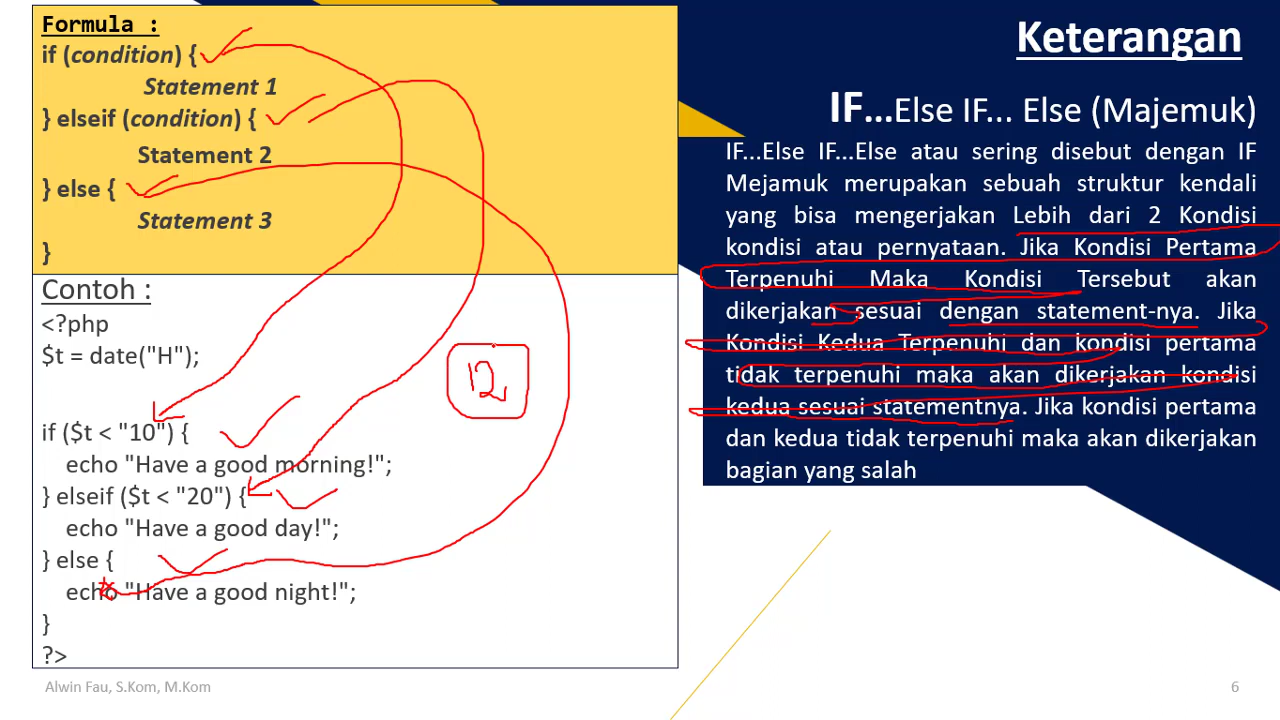 Formula :
if (condition) {
Statement 1
} elseif (condition) {
Statement 2
} else {
Statement 3
}
Contoh :
<?php
$t = date("H");
if ($t < "10") {
echo "Have a good morning!";
} elseif ($t < "20") {
echo "Have a good day!";
} else {
echo "Have a good night!";
}
?>
12
Keterangan
IF...Else IF... Else (Majemuk)
IF...Else IF...Else atau sering disebut dengan IF
Mejamuk merupakan sebuah struktur kendali
yang bisa mengerjakan Lebih dari 2 Kondisi
kondisi atau pernyataan. Jika Kondisi Pertama
Terpenuhi Maka Kondisi Tersebut akan
dikerjakan sesuai dengan statement-nya. Jika
Kondisi Kedua Terpenuhi dan kondisi pertama
tidak terpenuhi maka akan dikerjakan kondisi
kedua sesuai statementnya. Jika kondisi pertama
dan kedua tidak terpenuhi maka akan dikerjakan
bagian yang salah
Alwin Fau, S.Kom, M.Kom
6